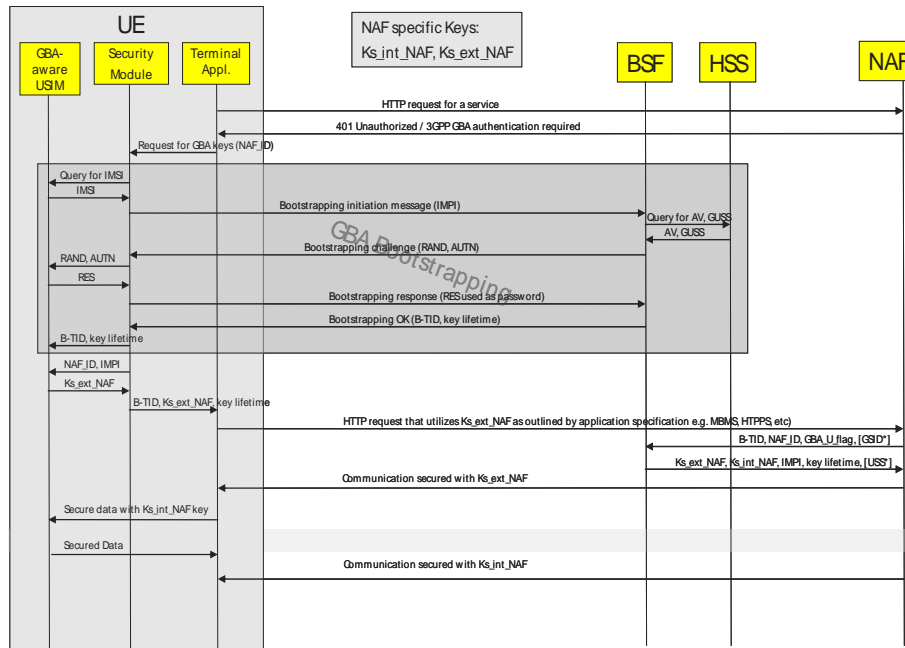 UE
NAF specific Keys:
Ks_int_NAF, Ks_ext_NAF
GBA-
aware
USIM
Security
Module
Terminal
Appl.
BSF
HSS
NAF
HTTP request for a service
401 Unauthorized / 3GPP GBA authentication required
Request for GBA keys (NAF_ID)
Query for IMSI
IMSI
Bootstrapping initiation message (IMPI)
Query for AV, GUSS
AV, GUSS
GBA Bootstrapping
Bootstrapping challenge (RAND, AUTN)
RAND, AUTN
RES
Bootstrapping response (RES used as password)
Bootstrapping OK (B-TID, key lifetime)
B-TID, key lifetime
NAF_ID, IMPI
Ks_ext_NAF
B-TID, Ks_ext_NAF, key lifetime
HTTP request that utilizes Ks_ext_NAF as outlined by application specification e.g. MBMS, HTPPS, etc)
B-TID, NAF_ID, GBA_U_flag, [GSID*]
Ks_ext_NAF, Ks_int_NAF, IMPI, key lifetime, [USS*]
Communication secured with Ks_ext_NAF
Secure data with Ks_int_NAF key
Secured Data
Communication secured with Ks_int_NAF